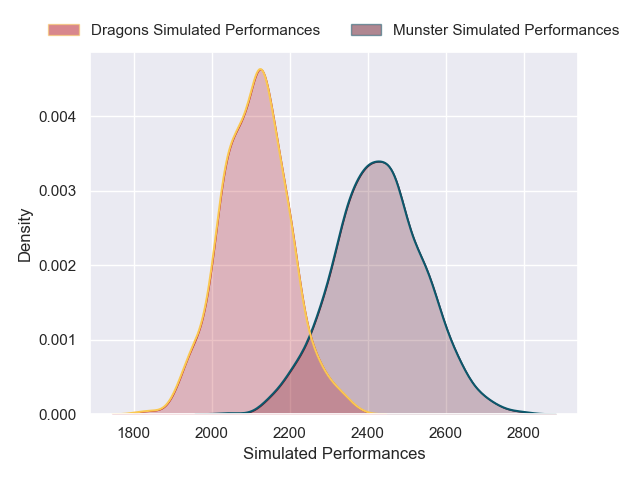 Dragons Simulated Performances
Munster Simulated Performances
0.004
0.003
0.002
0.001
0.000
Density
1800
2000
2200
2400
2600
2800
Simulated Performances